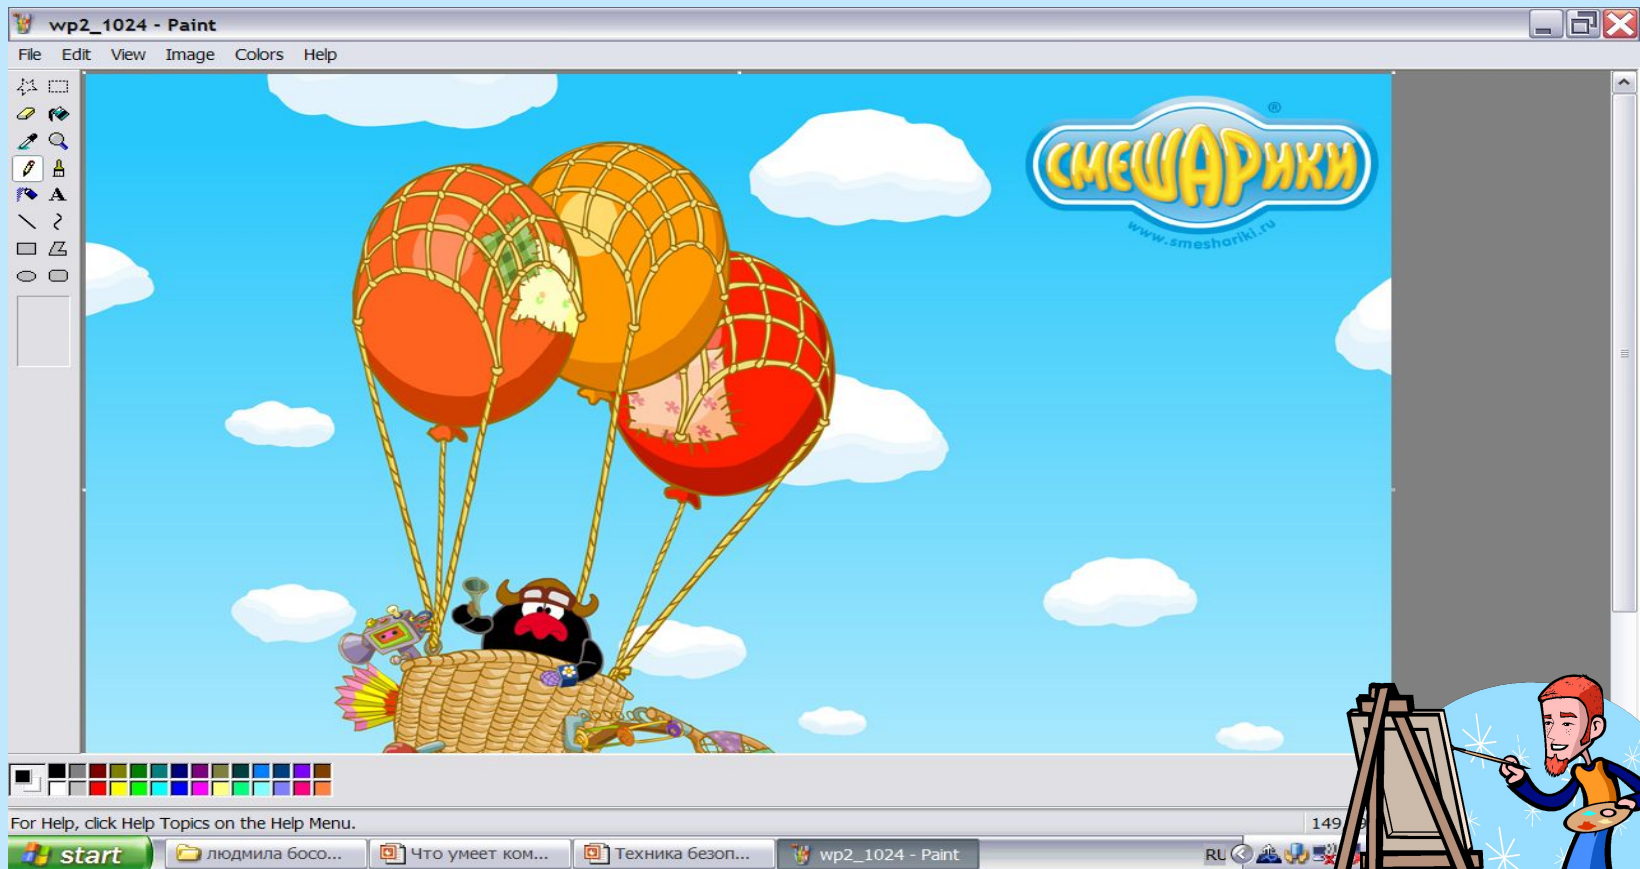 wp2_1024 - Paint
File Edit View Image Colors Help
A
®
СМЕШАРИКИ
www.smeshariki.ru
For Help, click Help Topics on the Help Menu.
149
start
людмила босо...
Что умеет ком...
Техника безоп...
wp2_1024 - Paint
RU